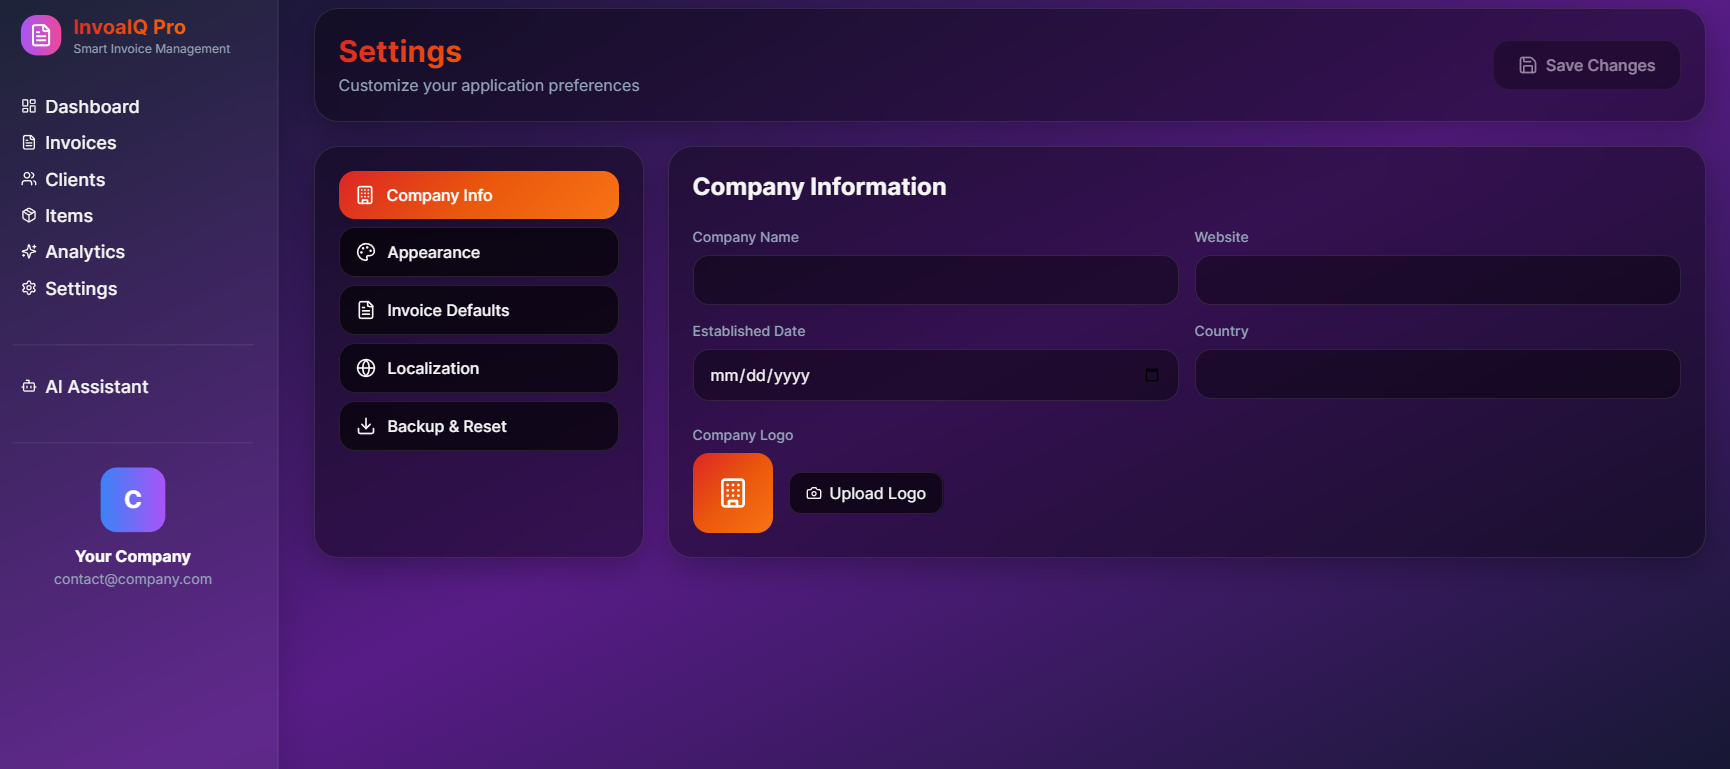 InvoaIQ Pro
Smart Invoice Management
Dashboard
Invoices
Clients
Items
Analytics
Settings
AI Assistant
C
Your Company
contact@company.com
Settings
Customize your application preferences
Save Changes
Company Info
Appearance
Invoice Defaults
Localization
Backup & Reset
Company Information
Company Name
Website
Established Date
Country
mm/dd/yyyy
Company Logo
Upload Logo